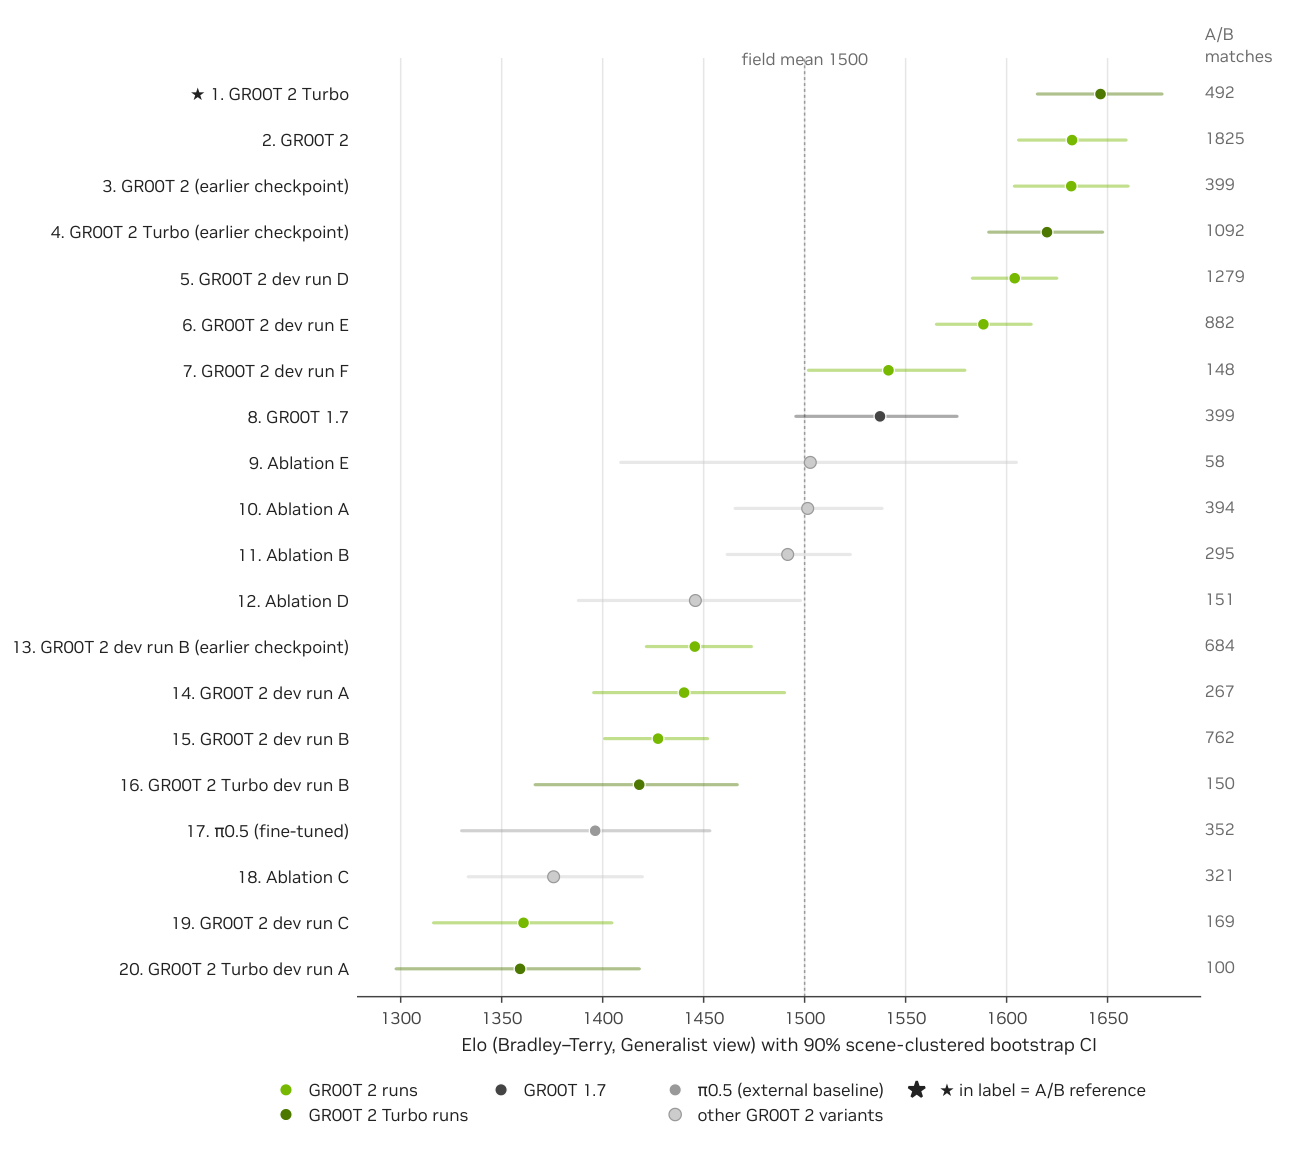 A/B
matches
field mean 1500
★ 1. GR00T 2 Turbo 492
2. GR00T 2 1825
3. GR00T 2 (earlier checkpoint) 399
4. GR00T 2 Turbo (earlier checkpoint) 1092
5. GR00T 2 dev run D 1279
6. GR00T 2 dev run E 882
7. GR00T 2 dev run F 148
8. GR00T 1.7 399
9. Ablation E 58
10. Ablation A 394
11. Ablation B 295
12. Ablation D 151
13. GR00T 2 dev run B (earlier checkpoint) 684
14. GR00T 2 dev run A 267
15. GR00T 2 dev run B 762
16. GR00T 2 Turbo dev run B 150
17. π0.5 (fine-tuned) 352
18. Ablation C 321
19. GR00T 2 dev run C 169
20. GR00T 2 Turbo dev run A 100
1300 1350 1400 1450 1500 1550 1600 1650
Elo (Bradley–Terry, Generalist view) with 90% scene-clustered bootstrap CI
GR00T 2 runs GR00T 1.7 π0.5 (external baseline) ★ in label = A/B reference
GR00T 2 Turbo runs other GR00T 2 variants